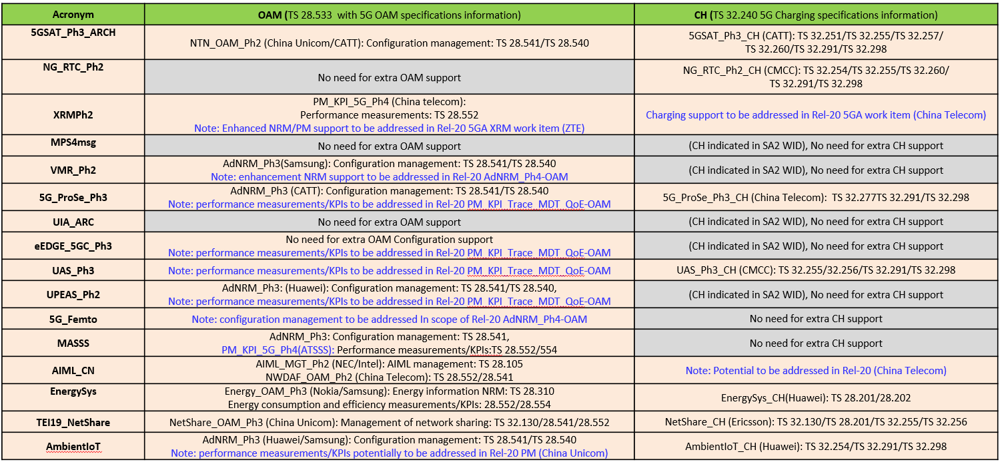 Acronym
OAM (TS 28.533 with 5G OAM specifications information)
CH (TS 32.240 5G Charging specifications information)
5GSAT_Ph3_ARCH
NTN_OAM_Ph2 (China Unicom/CATT): Configuration management: TS 28.541/TS 28.540
5GSAT_Ph3_CH (CATT): TS 32.251/TS 32.255/TS 32.257/
TS 32.260/TS 32.291/TS 32.298
NG_RTC_Ph2
No need for extra OAM support
NG_RTC_Ph2_CH (CMCC): TS 32.254/TS 32.255/TS 32.260/
TS 32.291/TS 32.298
XRMPh2
PM_KPI_5G_Ph4 (China telecom):
Performance measurements: TS 28.552
Note: Enhanced NRM/PM support to be addressed in Rel-20 5GA XRM work item (ZTE)
Charging support to be addressed in Rel-20 5GA work item (China Telecom)
MPS4msg
No need for extra OAM support
(CH indicated in SA2 WID), No need for extra CH support
VMR_Ph2
AdNRM_Ph3(Samsung): Configuration management: TS 28.541/TS 28.540
Note: enhancement NRM support to be addressed in Rel-20 AdNRM_Ph4-OAM
(CH indicated in SA2 WID), No need for extra CH support
5G_ProSe_Ph3
AdNRM_Ph3 (CATT): Configuration management: TS 28.541/TS 28.540
Note: performance measurements/KPIs to be addressed in Rel-20 PM_KPI_Trace_MDT_QoE-OAM
5G_ProSe_Ph3_CH (China Telecom): TS 32.277TS 32.291/TS 32.298
UIA_ARC
No need for extra OAM support
(CH indicated in SA2 WID), No need for extra CH support
eEDGE_5GC_Ph3
No need for extra OAM Configuration support
Note: performance measurements/KPIs to be addressed in Rel-20 PM_KPI_Trace_MDT_QoE-OAM
(CH indicated in SA2 WID), No need for extra CH support
UAS_Ph3
Note: performance measurements/KPIs to be addressed in Rel-20 PM_KPI_Trace_MDT_QoE-OAM
UAS_Ph3_CH (CMCC): TS 32.255/32.256/TS 32.291/TS 32.298
UPEAS_Ph2
AdNRM_Ph3: (Huawei): Configuration management: TS 28.541/TS 28.540,
Note: performance measurements/KPIs to be addressed in Rel-20 PM_KPI_Trace_MDT_QoE-OAM
(CH indicated in SA2 WID), No need for extra CH support
5G_Femto
Note: configuration management to be addressed In scope of Rel-20 AdNRM_Ph4-OAM
No need for extra CH support
MASSS
AdNRM_Ph3: Configuration management: TS 28.541,
PM_KPI_5G_Ph4(ATSSS): Performance measurements/KPIs:TS 28.552/554
No need for extra CH support
AIML_CN
AIML_MGT_Ph2 (NEC/Intel): AIML management: TS 28.105
NWDAF_OAM_Ph2 (China Telecom): TS 28.552/28.541
Note: Potential to be addressed in Rel-20 (China Telecom)
EnergySys
Energy_OAM_Ph3 (Nokia/Samsung): Energy information NRM: TS 28.310
Energy consumption and efficiency measurements/KPIs: 28.552/28.554
EnergySys_CH(Huawei): TS 28.201/28.202
TEI19_NetShare
NetShare_OAM_Ph3 (China Unicom): Management of network sharing: TS 32.130/28.541/28.552
NetShare_CH (Ericsson): TS 32.130/TS 28.201/TS 32.255/TS 32.256
AmbientIoT
AdNRM_Ph3 (Huawei/Samsung): Configuration management: TS 28.541/TS 28.540
Note: performance measurements/KPIs potentially to be addressed in Rel-20 PM (China Unicom)
AmbientIoT_CH (Huawei): TS 32.254/TS 32.291/TS 32.298